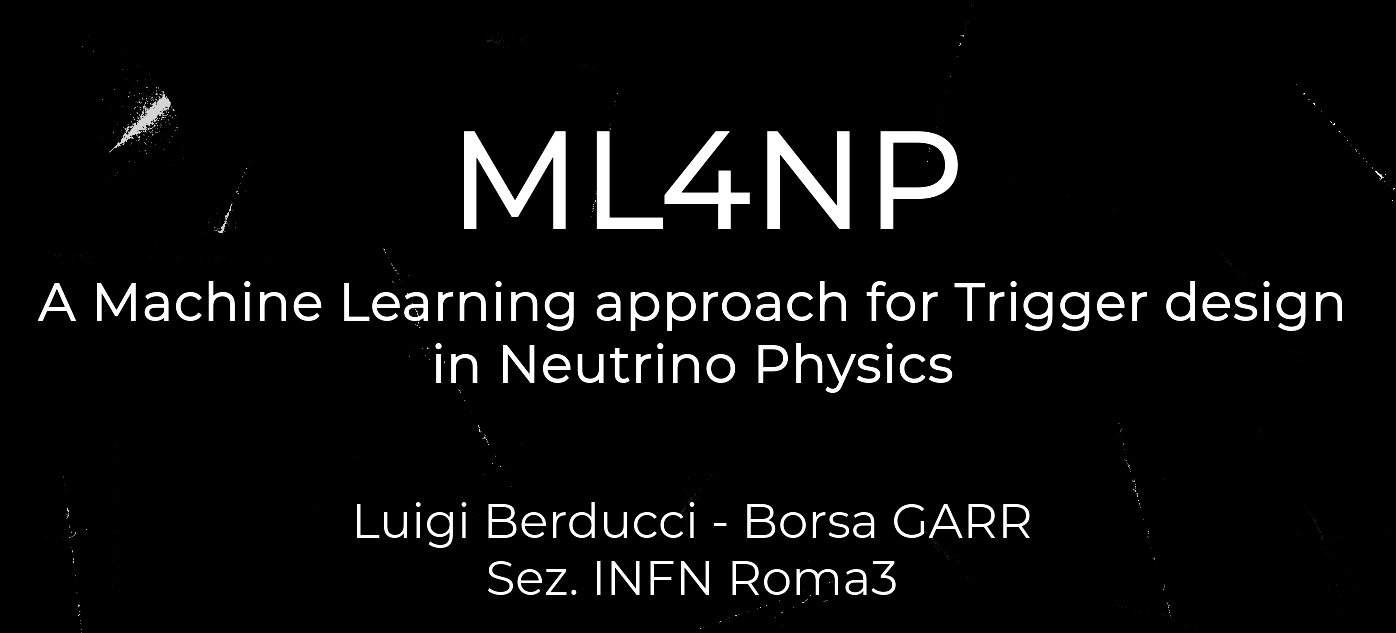 ML4NP
A Machine Learning approach for Trigger design
in Neutrino Physics
Luigi Berducci - Borsa GARR
Sez. INFN Roma3